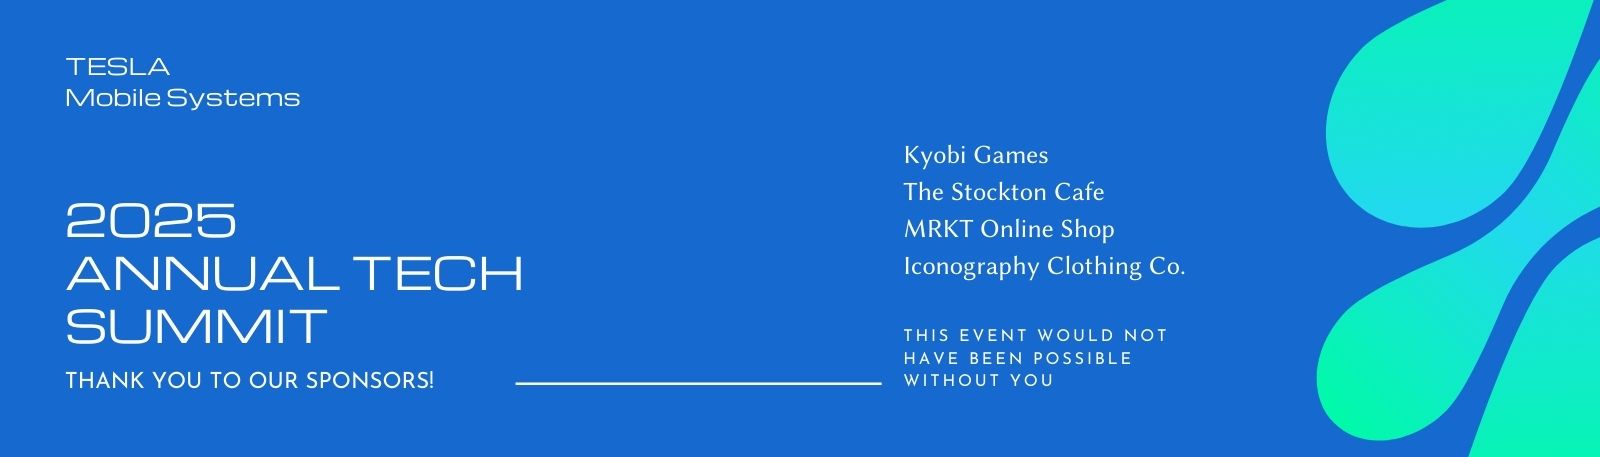 TESLA
Mobile Systems
2025
ANNUAL TECH
SUMMIT
THANK YOU TO OUR SPONSORS!
Kyobi Games
The Stockton Cafe
MRKT Online Shop
Iconography Clothing Co.
THIS EVENT WOULD NOT
HAVE BEEN POSSIBLE
WITHOUT YOU